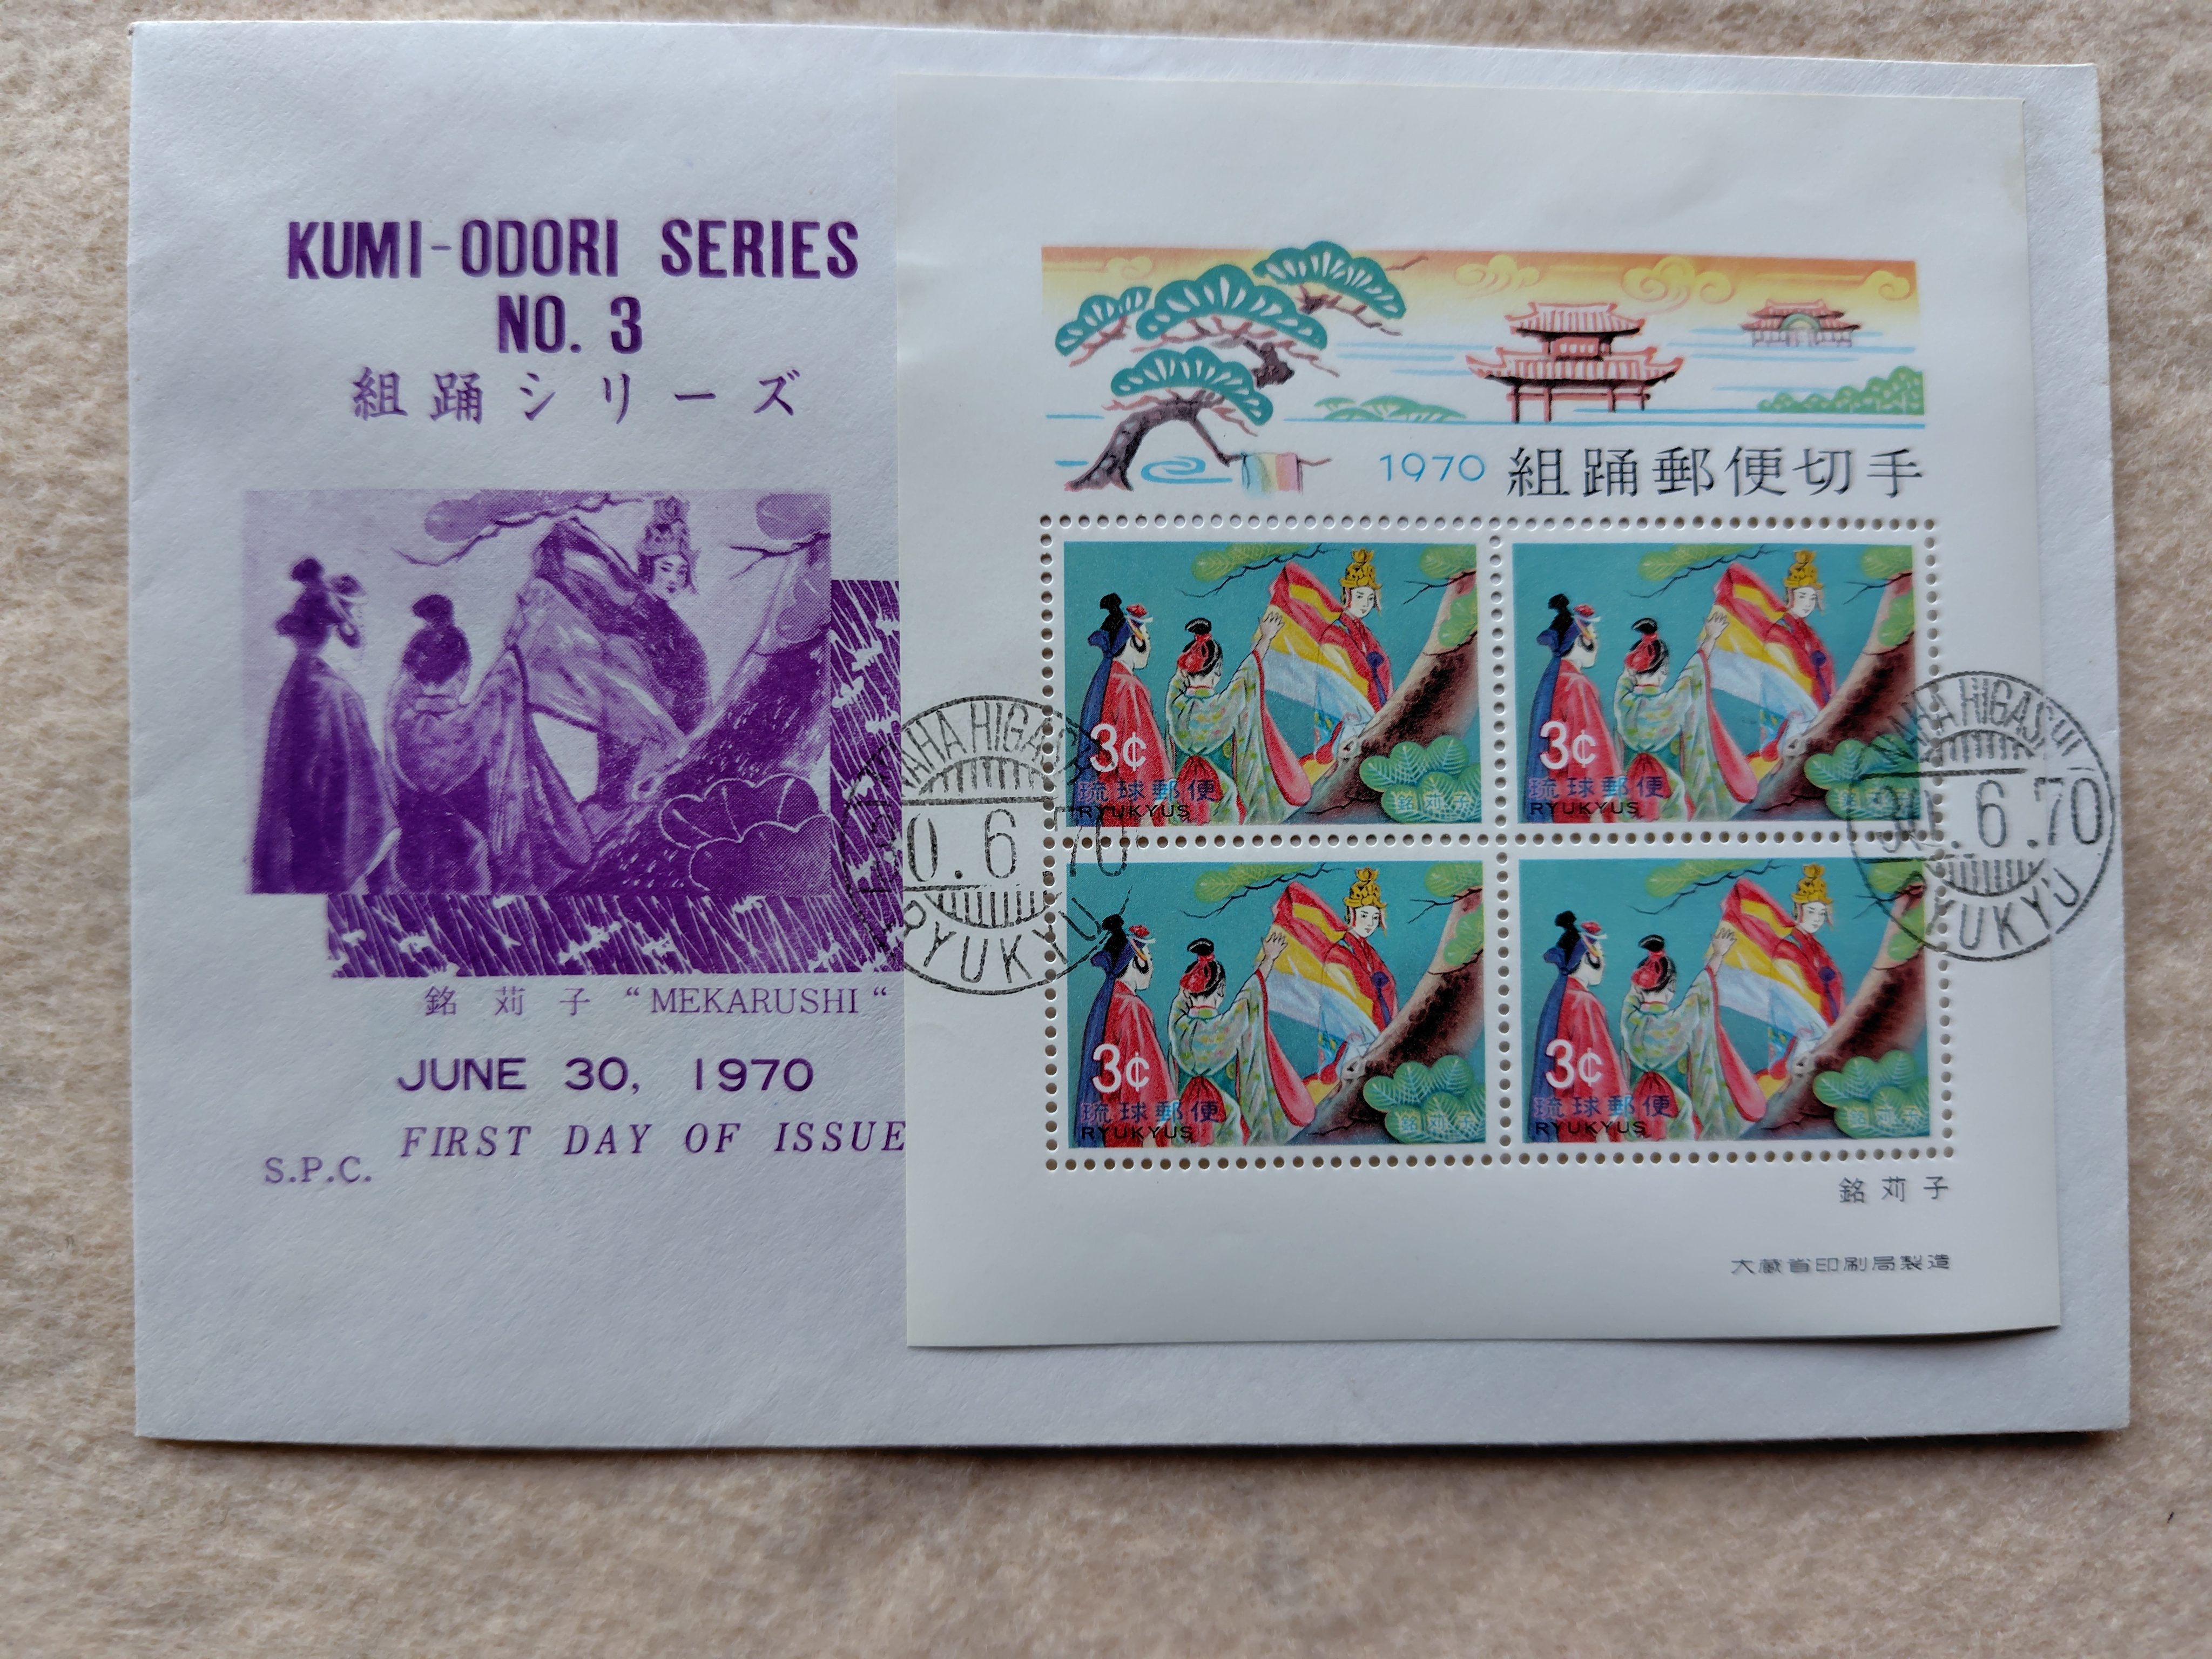 KUMI-ODORI SERIES
NO. 3
組踊シリーズ
銘苅子 “MEKARUSHI“
JUNE 30, 1970
FIRST DAY OF ISSUE
S.P.C.
1970 組踊郵便切手
3¢
琉球郵便
RYUKYUS
銘苅子
3¢
琉球郵便
RYUKYUS
銘苅子
3¢
琉球郵便
RYUKYUS
銘苅子
3¢
琉球郵便
RYUKYUS
銘苅子
銘苅子
大蔵省印刷局製造
NAHA HIGASHI
30.6.70
RYUKYU
NAHA HIGASHI
30.6.70
RYUKYU